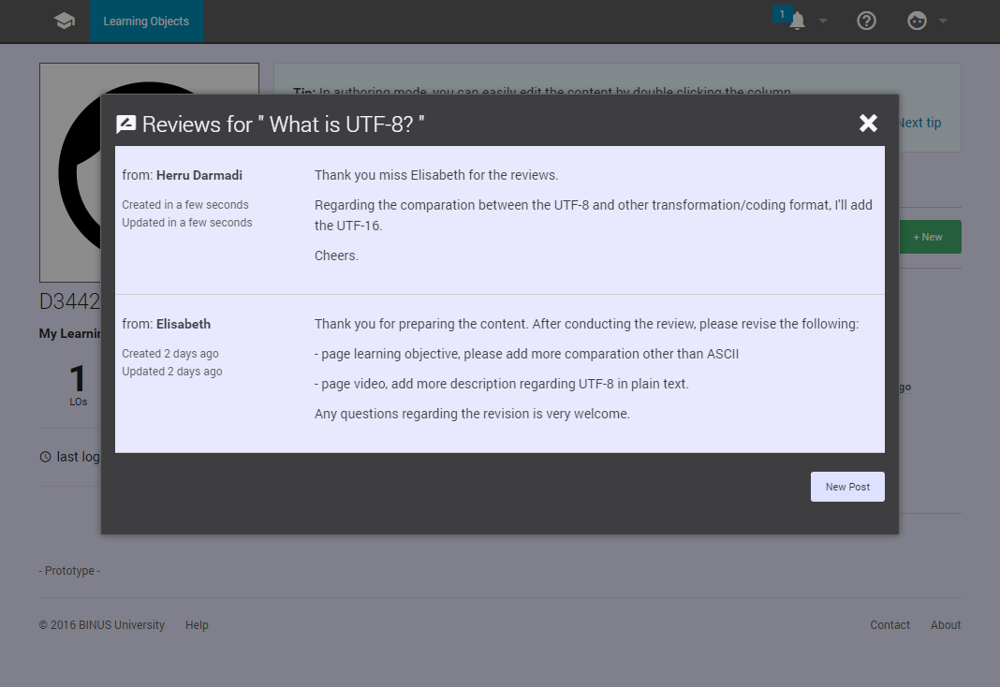 Learning Objects
1
Tip: In authoring mode, you can easily edit the content by double clicking the column
Next tip
Reviews for " What is UTF-8? "
from: Herru Darmadi
Created in a few seconds
Updated in a few seconds
Thank you miss Elisabeth for the reviews.
Regarding the comparation between the UTF-8 and other transformation/coding format, I'll add
the UTF-16.
Cheers.
+ New
from: Elisabeth
Created 2 days ago
Updated 2 days ago
Thank you for preparing the content. After conducting the review, please revise the following:
- page learning objective, please add more comparation other than ASCII
- page video, add more description regarding UTF-8 in plain text.
Any questions regarding the revision is very welcome.
D3442
My Learnin
1
LOs
go
last log
New Post
- Prototype -
© 2016 BINUS University
Help
Contact
About